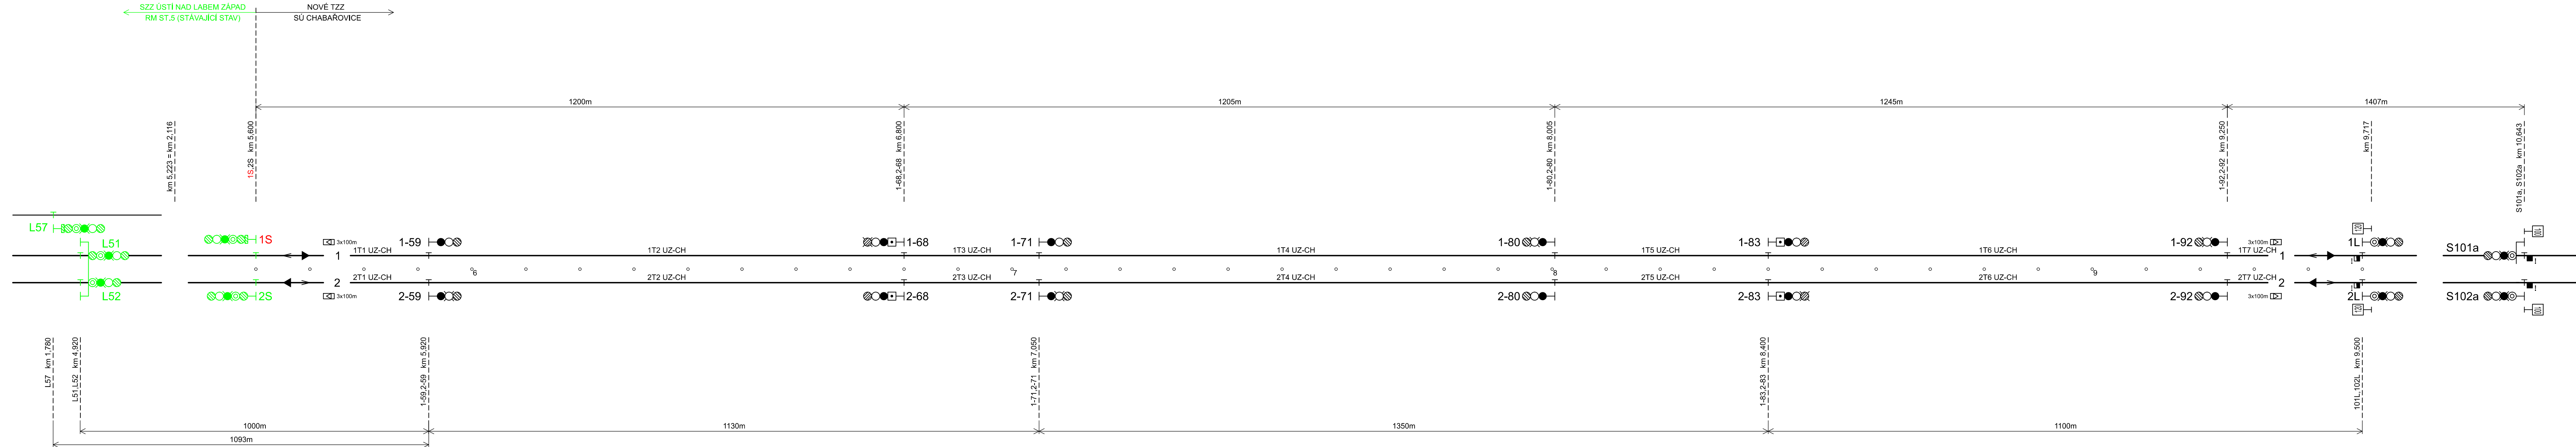 SZZ ÚSTÍ NAD LABEM ZÁPAD
RM ST.5 (STÁVAJÍCÍ STAV)
NOVÉ TZZ
SÚ CHABAŘOVICE
1200m
1205m
1245m
1407m
km 5,223 = km 2,116
1S,2S km 5,600
1-68,2-68 km 6,800
1-80,2-80 km 8,005
1-92,2-92 km 9,250
km 9,717
S101a, S102a km 10,643
L57
L51
1S
3x100m
1
1-59
1T1 UZ-CH
1T2 UZ-CH
1-68
1T3 UZ-CH
1-71
1T4 UZ-CH
1-80
1T5 UZ-CH
1-83
1T6 UZ-CH
1-92
3x100m
1T7 UZ-CH
1
1L
S101a
6
7
8
9
L52
2S
3x100m
2
2T1 UZ-CH
2-59
2T2 UZ-CH
2-68
2T3 UZ-CH
2-71
2T4 UZ-CH
2-80
2T5 UZ-CH
2-83
2T6 UZ-CH
2-92
3x100m
2T7 UZ-CH
2
2L
S102a
L57 km 1,780
L51,L52 km 4,920
1-59,2-59 km 5,920
1-71,2-71 km 7,050
1-83,2-83 km 8,400
101L,102L km 9,500
1000m
1130m
1350m
1100m
1093m